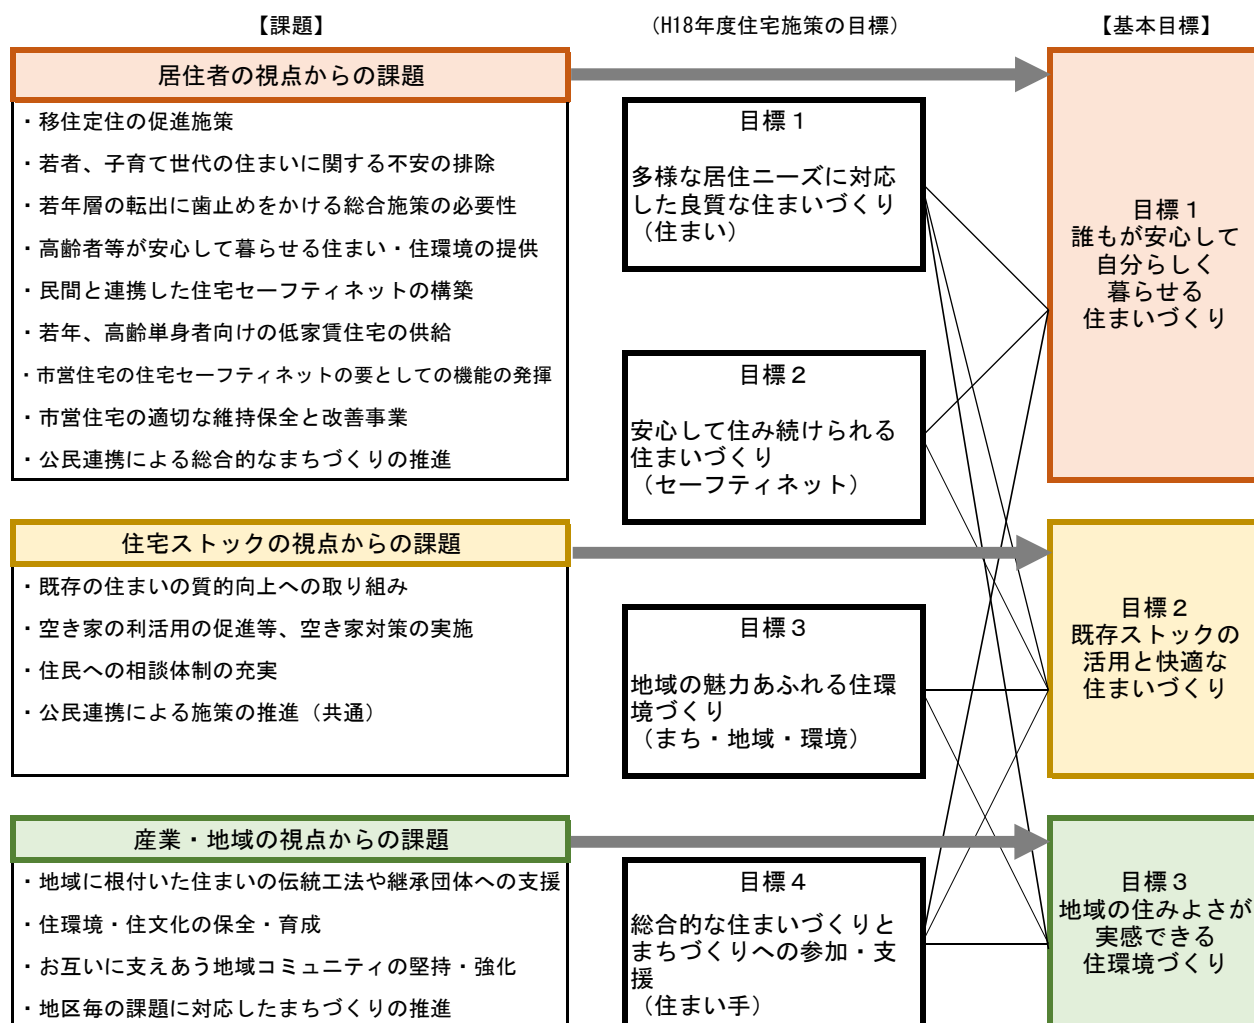 【課題】
(H18年度住宅施策の目標)
【基本目標】
居住者の視点からの課題
・移住定住の促進施策
・若者、子育て世代の住まいに関する不安の排除
・若年層の転出に歯止めをかける総合施策の必要性
・高齢者等が安心して暮らせる住まい・住環境の提供
・民間と連携した住宅セーフティネットの構築
・若年、高齢単身者向けの低家賃住宅の供給
・市営住宅の住宅セーフティネットの要としての機能の発揮
・市営住宅の適切な維持保全と改善事業
・公民連携による総合的なまちづくりの推進
住宅ストックの視点からの課題
・既存の住まいの質的向上への取り組み
・空き家の利活用の促進等、空き家対策の実施
・住民への相談体制の充実
・公民連携による施策の推進（共通）
産業・地域の視点からの課題
・地域に根付いた住まいの伝統工法や継承団体への支援
・住環境・住文化の保全・育成
・お互いに支えあう地域コミュニティの堅持・強化
・地区毎の課題に対応したまちづくりの推進
目標１
多様な居住ニーズに対応
した良質な住まいづくり
（住まい）
目標２
安心して住み続けられる
住まいづくり
（セーフティネット）
目標３
地域の魅力あふれる住環
境づくり
（まち・地域・環境）
目標４
総合的な住まいづくりと
まちづくりへの参加・支
援
（住まい手）
目標１
誰もが安心して
自分らしく
暮らせる
住まいづくり
目標２
既存ストックの
活用と快適な
住まいづくり
目標３
地域の住みよさが
実感できる
住環境づくり